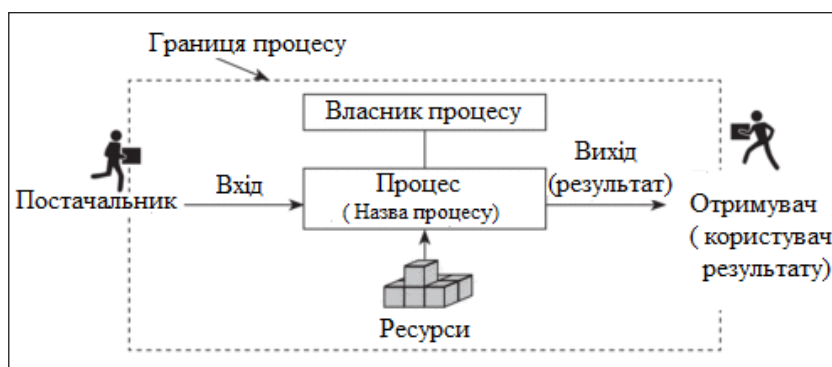 Границя процесу
Власник процесу
Постачальник
Вхід
Процес
( Назва процесу)
Вихід
(результат)
Отримувач
( користувач
результату)
Ресурси